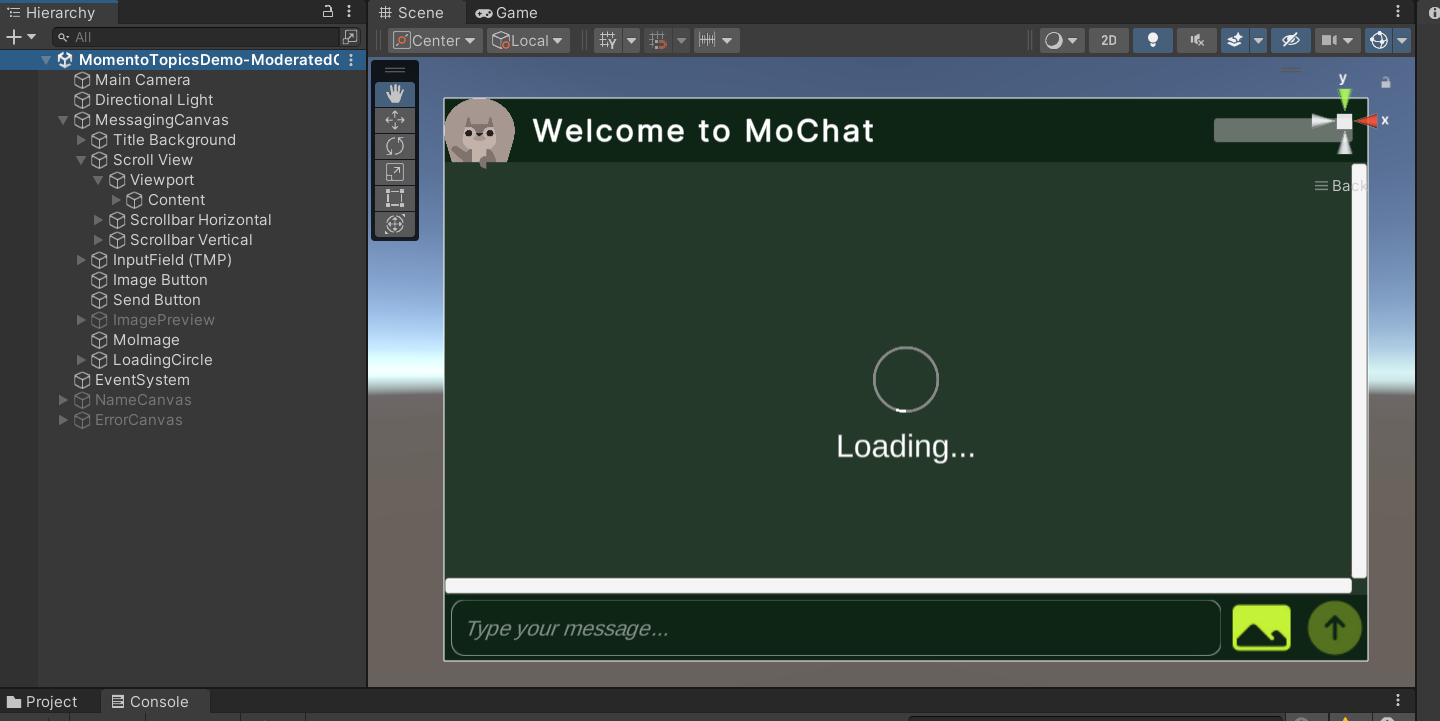 Hierarchy
All
MomentoTopicsDemo-ModeratedC
Main Camera
Directional Light
MessagingCanvas
Title Background
Scroll View
Viewport
Content
Scrollbar Horizontal
Scrollbar Vertical
InputField (TMP)
Image Button
Send Button
ImagePreview
MoImage
LoadingCircle
EventSystem
NameCanvas
ErrorCanvas
Scene Game
Center Local 2D
y
x
Back
Welcome to MoChat
Loading...
Type your message...
Project Console